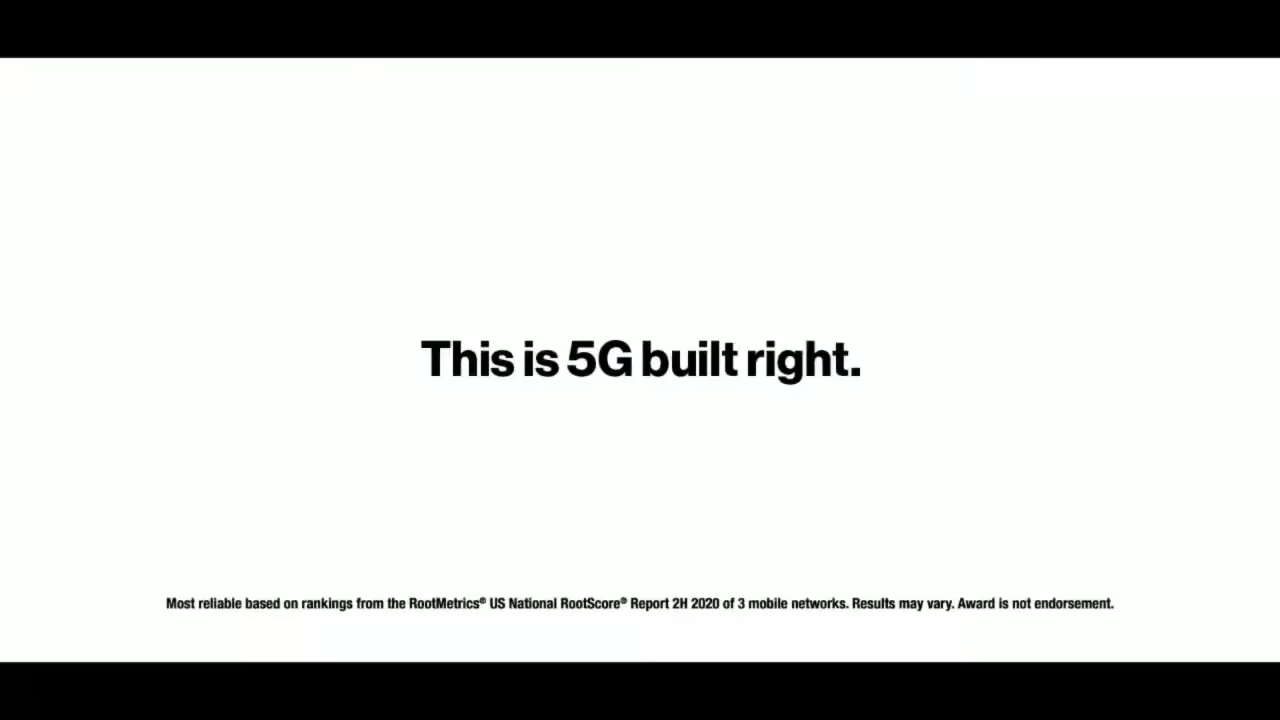 This is 5G built right.
Most reliable based on rankings from the RootMetrics® US National RootScore® Report 2H 2020 of 3 mobile networks. Results may vary. Award is not endorsement.